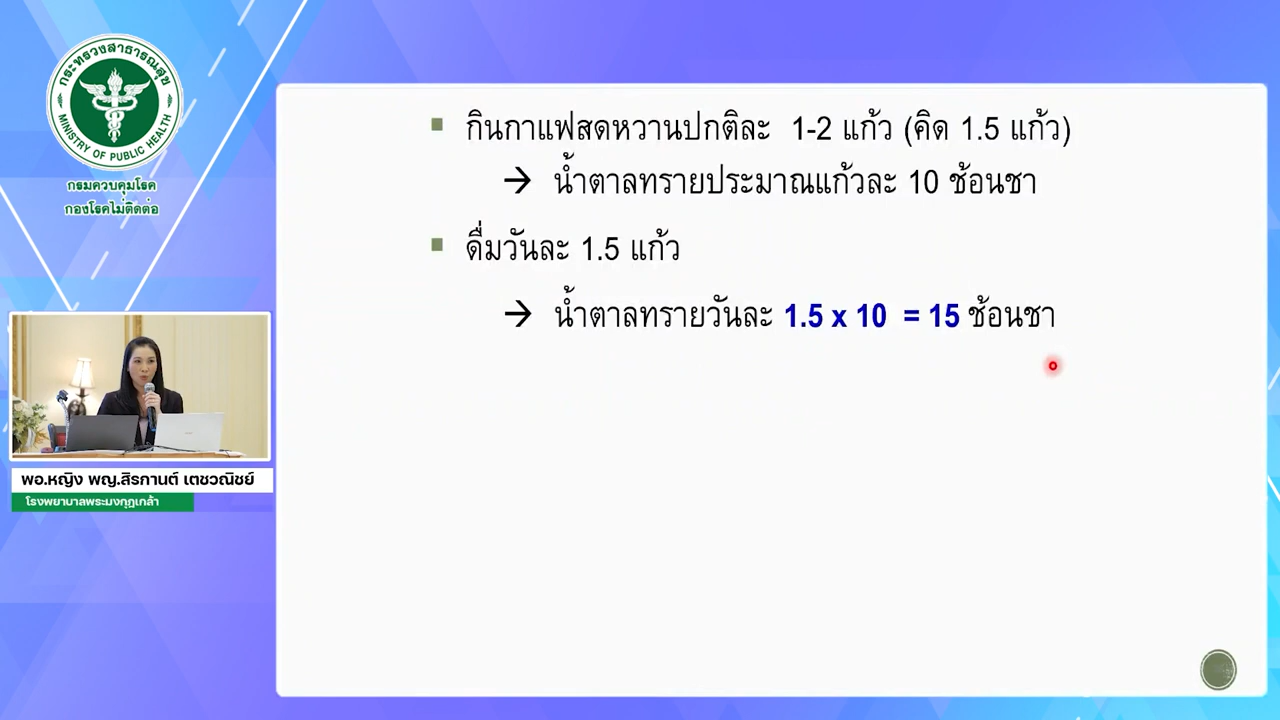 กระทรวงสาธารณสุข
MINISTRY OF PUBLIC HEALTH
กรมควบคุมโรค
กองโรคไม่ติดต่อ
▪ กินกาแฟสดหวานปกติละ 1-2 แก้ว (คิด 1.5 แก้ว)
→ น้ำตาลทรายประมาณแก้วละ 10 ช้อนชา
▪ ดื่มวันละ 1.5 แก้ว
→ น้ำตาลทรายวันละ 1.5 x 10 = 15 ช้อนชา
พอ.หญิง พญ.สิรกานต์ เตชวณิชย์
โรงพยาบาลพระมงกุฎเกล้า